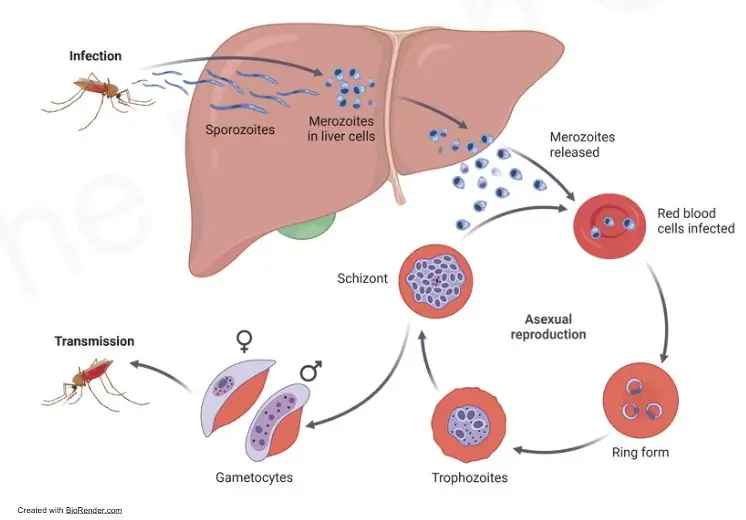 Infection
Sporozoites
Merozoites
in liver cells
Merozoites
released
Red blood
cells infected
Schizont
Asexual
reproduction
Transmission
♀
♂
Gametocytes
Trophozoites
Ring form
Created with BioRender.com